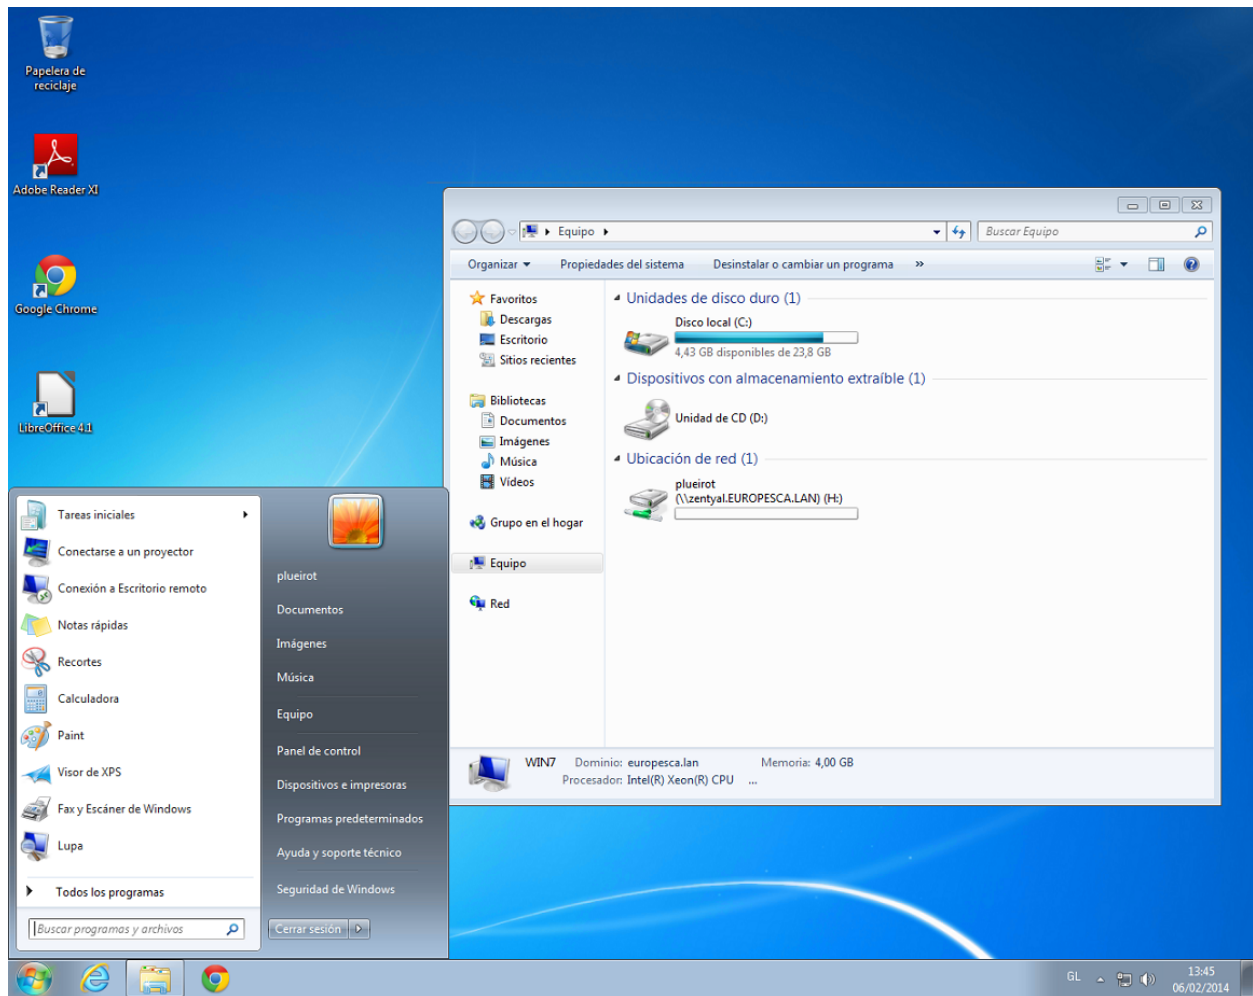 Papelera de
reciclaje
Adobe Reader XI
Google Chrome
LibreOffice 4.1
Equipo
Buscar Equipo
Organizar
Propiedades del sistema
Desinstalar o cambiar un programa
»
Favoritos
Descargas
Escritorio
Sitios recientes
Bibliotecas
Documentos
Imágenes
Música
Vídeos
Grupo en el hogar
Equipo
Red
Unidades de disco duro (1)
Disco local (C:)
4,43 GB disponibles de 23,8 GB
Dispositivos con almacenamiento extraíble (1)
Unidad de CD (D:)
Ubicación de red (1)
plueirot
(\\zentyal.EUROPESCA.LAN) (H:)
WIN7 Dominio: europesca.lan Memoria: 4,00 GB
Procesador: Intel(R) Xeon(R) CPU ...
Tareas iniciales
Conectarse a un proyector
Conexión a Escritorio remoto
Notas rápidas
Recortes
Calculadora
Paint
Visor de XPS
Fax y Escáner de Windows
Lupa
Todos los programas
Buscar programas y archivos
plueirot
Documentos
Imágenes
Música
Equipo
Panel de control
Dispositivos e impresoras
Programas predeterminados
Ayuda y soporte técnico
Seguridad de Windows
Cerrar sesión
GL
13:45
06/02/2014